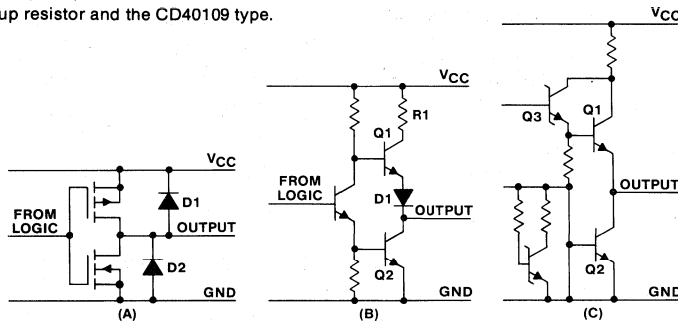 up resistor and the CD40109 type.
VCC
D1
FROM
LOGIC
OUTPUT
D2
GND
(A)
VCC
R1
Q1
FROM
LOGIC
D1
OUTPUT
Q2
GND
(B)
VCC
Q3
Q1
OUTPUT
Q2
GND
(C)